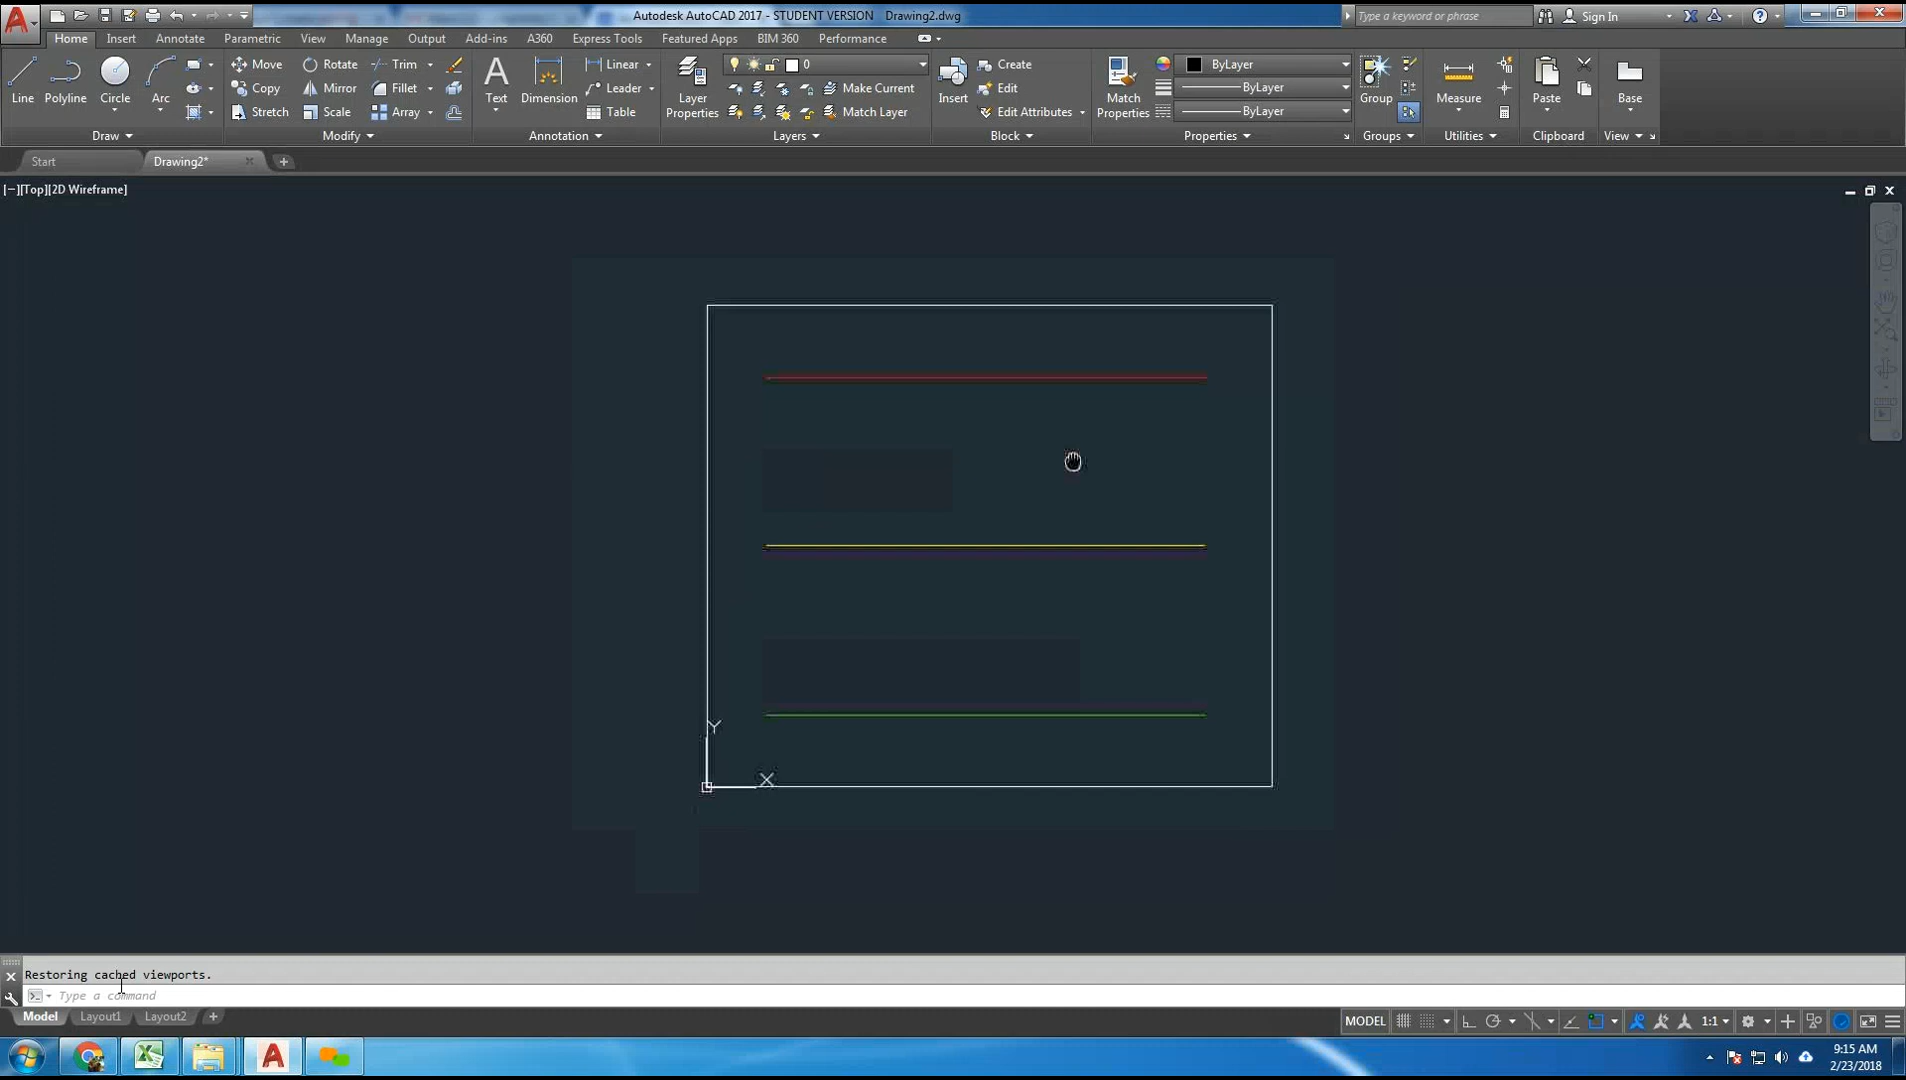 Autodesk AutoCAD 2017 - STUDENT VERSION Drawing2.dwg
Type a keyword or phrase
Sign In
Home Insert Annotate Parametric View Manage Output Add-ins A360 Express Tools Featured Apps BIM 360 Performance
Line Polyline Circle Arc
Draw
Move Rotate Trim
Copy Mirror Fillet
Stretch Scale Array
Modify
Text Dimension
Linear
Leader
Table
Annotation
Layer Properties
0
Make Current
Match Layer
Layers
Insert
Create
Edit
Edit Attributes
Block
Match Properties
ByLayer
ByLayer
ByLayer
Properties
Group
Groups
Measure
Utilities
Paste
Clipboard
Base
View
Start Drawing2*
[−][Top][2D Wireframe]
Y
X
Restoring cached viewports.
Type a command
Model Layout1 Layout2
MODEL 1:1
9:15 AM
2/23/2018